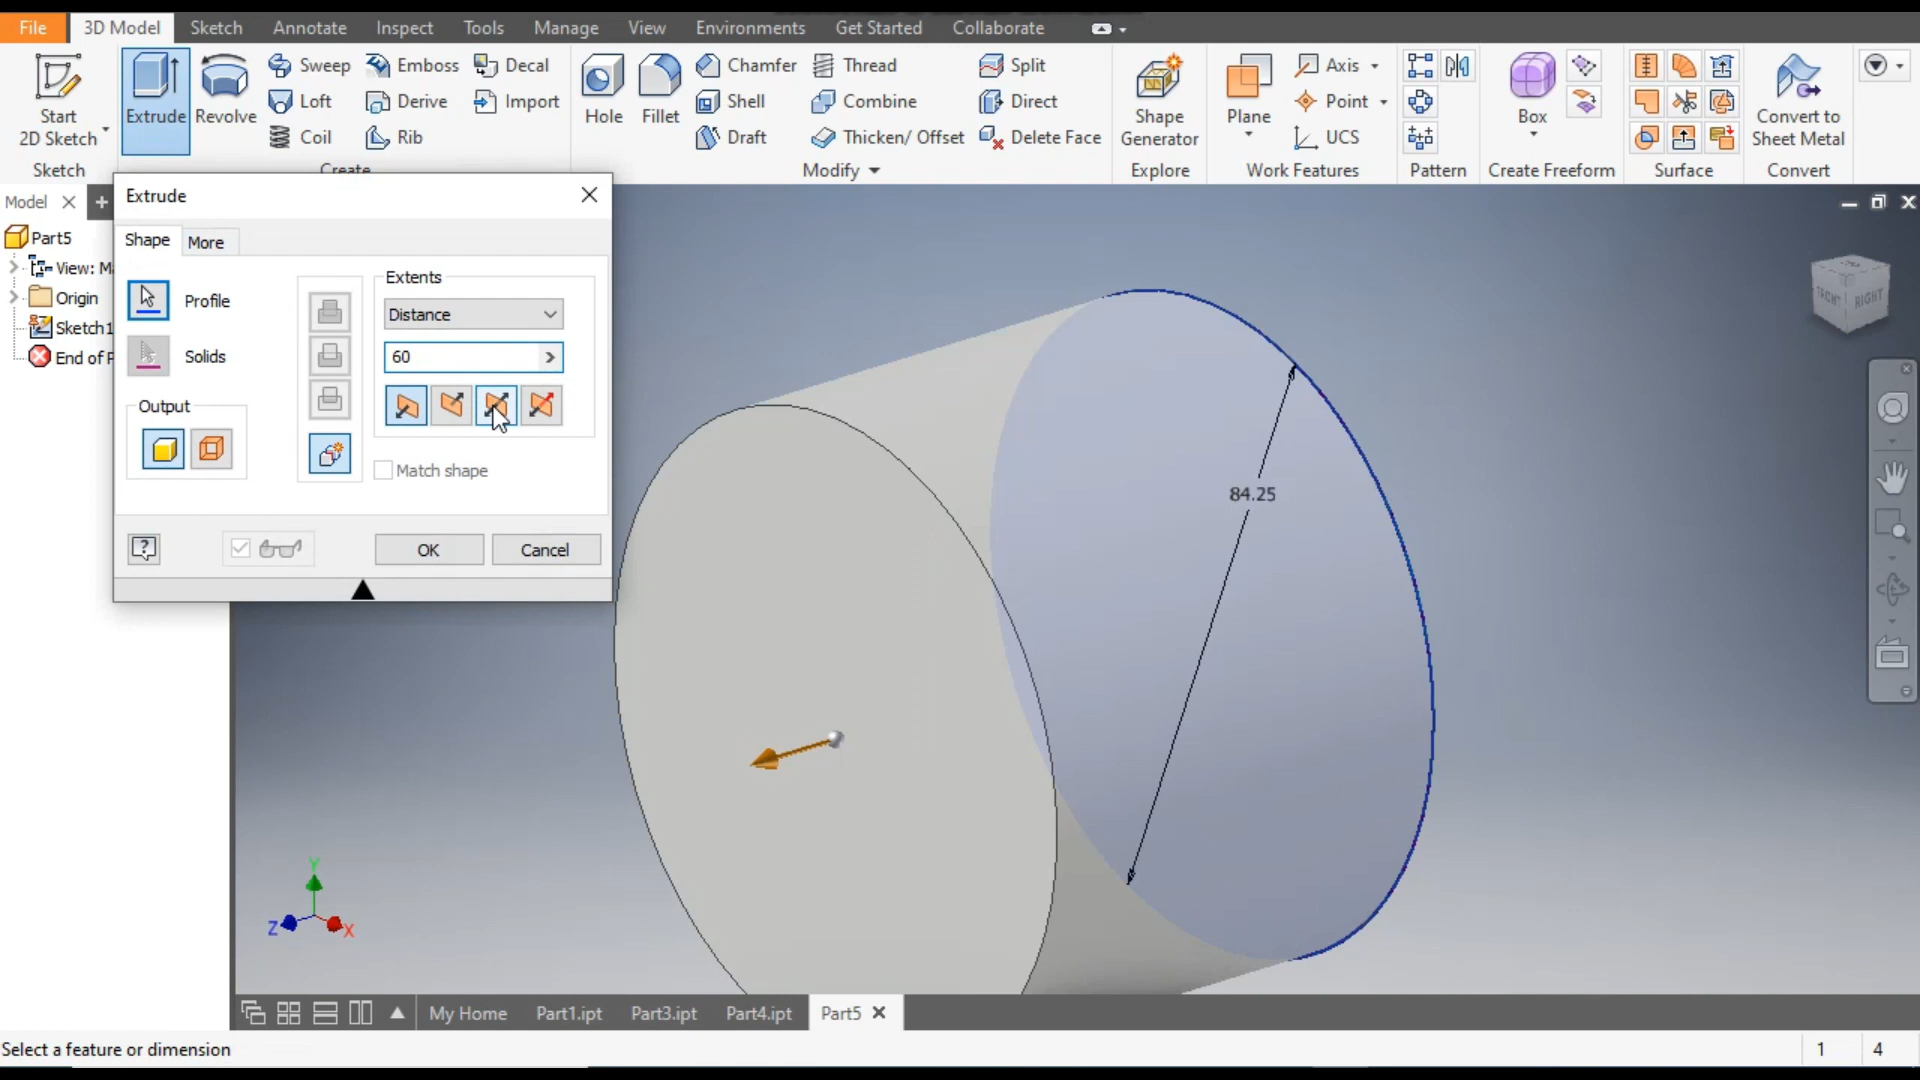 File 3D Model Sketch Annotate Inspect Tools Manage View Environments Get Started Collaborate
Start
2D Sketch
Extrude
Revolve
Sweep
Loft
Coil
Emboss
Derive
Rib
Decal
Import
Hole
Fillet
Chamfer
Shell
Draft
Thread
Combine
Thicken/ Offset
Split
Direct
Delete Face
Shape
Generator
Plane
Axis
Point
UCS
Box
Convert to
Sheet Metal
Sketch
Create
Modify
Explore
Work Features
Pattern
Create Freeform
Surface
Convert
Model
Part5
View: M
Origin
Sketch1
End of P
Extrude
Shape More
Profile
Solids
Output
Extents
Distance
60
Match shape
OK
Cancel
84.25
RIGHT
Y
Z
X
My Home Part1.ipt Part3.ipt Part4.ipt Part5
Select a feature or dimension
1 4